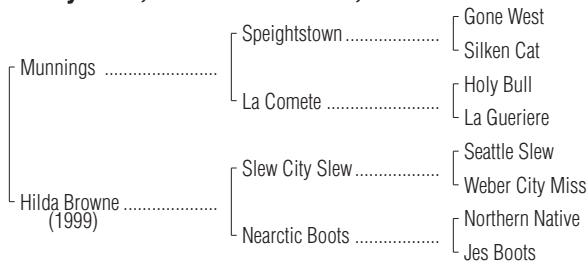 Gone West
Speightstown
Silken Cat
Munnings
Holy Bull
La Comete
La Gueriere
Seattle Slew
Slew City Slew
Weber City Miss
Hilda Browne
(1999)
Northern Native
Nearctic Boots
Jes Boots